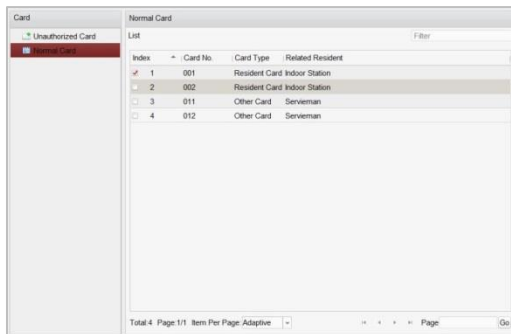 Card
Unauthorized Card
Normal Card
Normal Card
List
Filter
Index Card No. Card Type Related Resident
1 001 Resident Card Indoor Station
2 002 Resident Card Indoor Station
3 011 Other Card Servieman
4 012 Other Card Servieman
Total:4 Page:1/1 Item Per Page: Adaptive Page Go